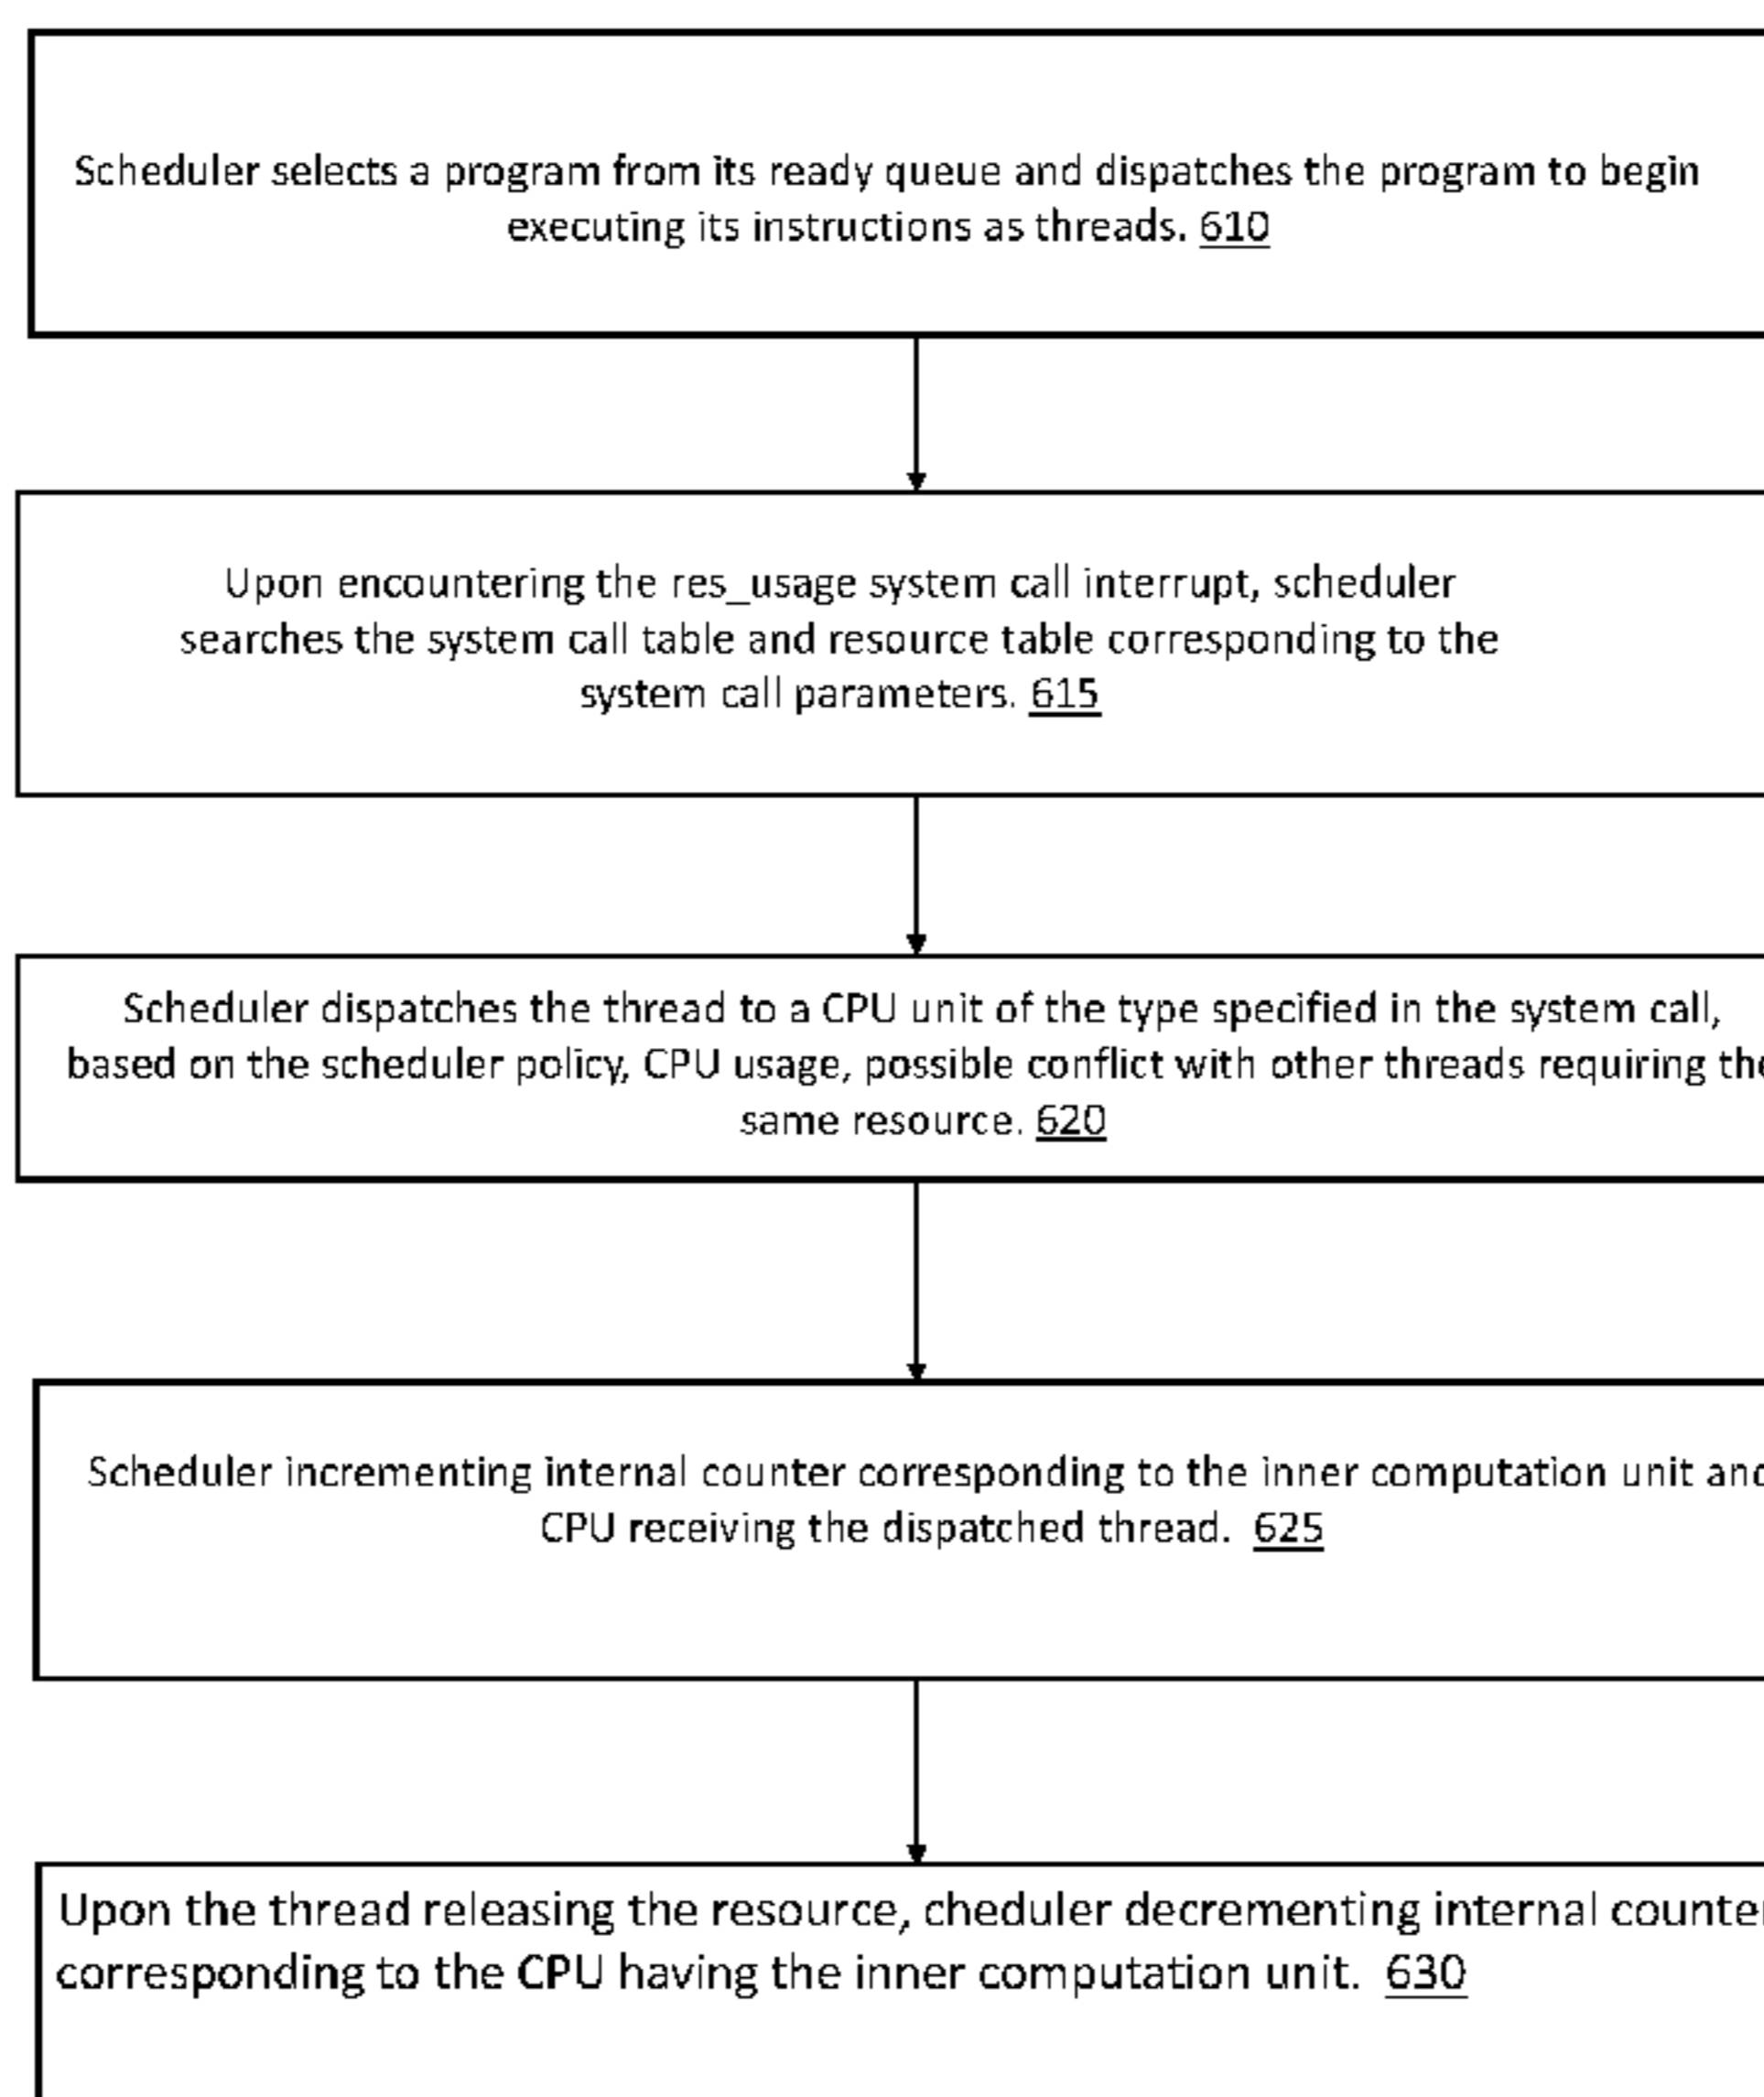 Scheduler selects a program from its ready queue and dispatches the program to begin
executing its instructions as threads. 610
Upon encountering the res_usage system call interrupt, scheduler
searches the system call table and resource table corresponding to the
system call parameters. 615
Scheduler dispatches the thread to a CPU unit of the type specified in the system call,
based on the scheduler policy, CPU usage, possible conflict with other threads requiring the
same resource. 620
Scheduler incrementing internal counter corresponding to the inner computation unit and
CPU receiving the dispatched thread. 625
Upon the thread releasing the resource, cheduler decrementing internal counter
corresponding to the CPU having the inner computation unit. 630